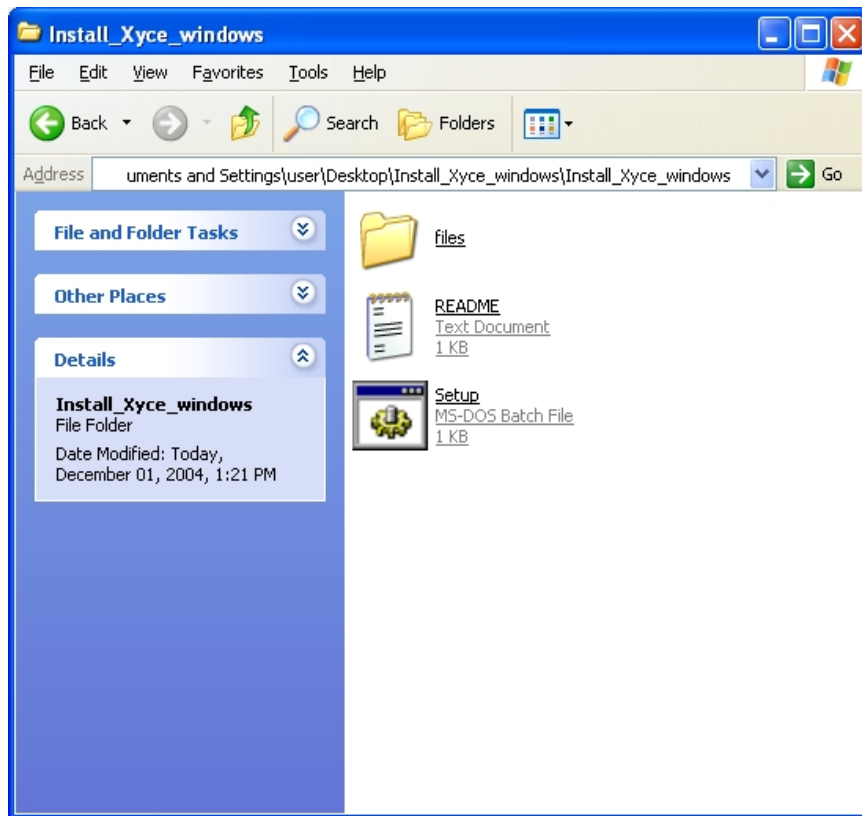 Install_Xyce_windows
File Edit View Favorites Tools Help
Back Search Folders
Address uments and Settings\user\Desktop\Install_Xyce_windows\Install_Xyce_windows Go
File and Folder Tasks
Other Places
Details
Install_Xyce_windows
File Folder
Date Modified: Today,
December 01, 2004, 1:21 PM
files
README
Text Document
1 KB
Setup
MS-DOS Batch File
1 KB